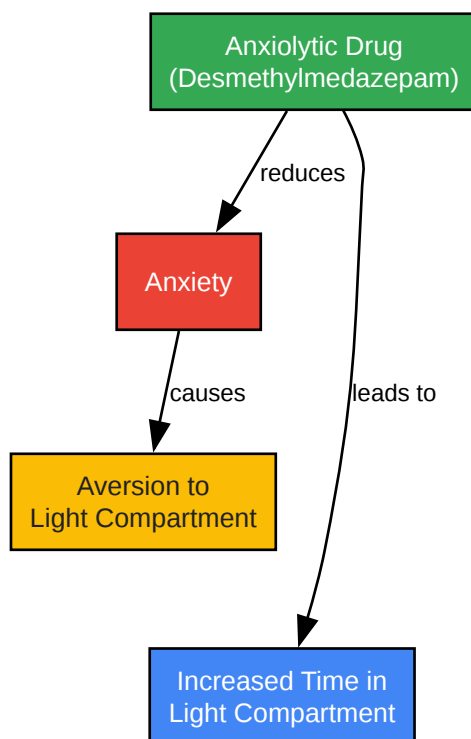 Anxiolytic Drug
(Desmethylmedazepam)
reduces
Anxiety
causes
leads to
Aversion to
Light Compartment
Increased Time in
Light Compartment